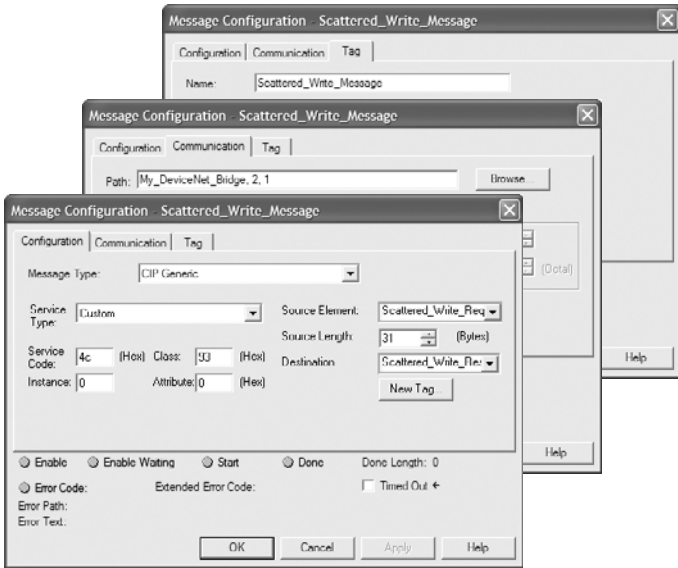 Message Configuration - Scattered_Write_Message
Configuration Communication Tag
Name: Scattered_Write_Message
Message Configuration - Scattered_Write_Message
Configuration Communication Tag
Path: My_DeviceNet_Bridge, 2, 1 Browse...
(Octal)
Help
Help
Message Configuration - Scattered_Write_Message
Configuration Communication Tag
Message Type: CIP Generic
Service Type: Custom
Source Element: Scattered_Write_Req
Source Length: 31 (Bytes)
Service Code: 4c (Hex) Class: 93 (Hex)
Destination Scattered_Write_Res
Instance: 0 Attribute: 0 (Hex)
New Tag...
Enable Enable Waiting Start Done Done Length: 0
Error Code: Extended Error Code: Timed Out ←
Error Path:
Error Text:
OK Cancel Apply Help